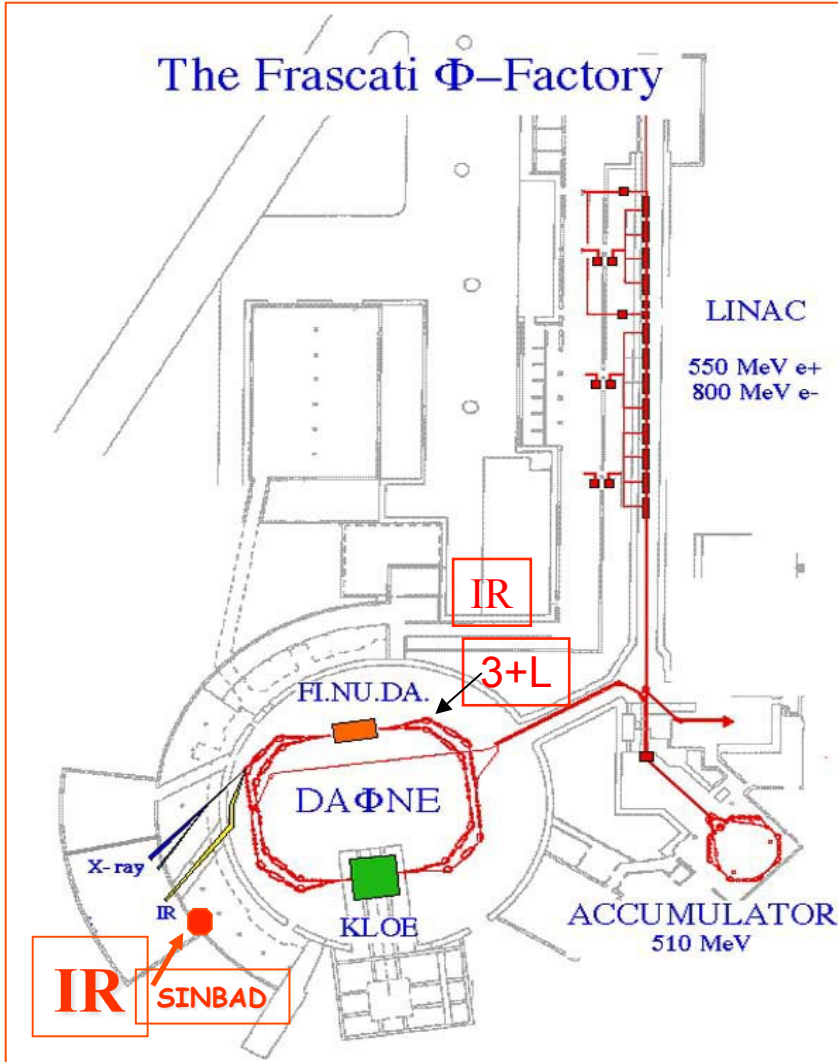 The Frascati Φ–Factory
LINAC
550 MeV e+
800 MeV e-
IR
3+L
FI.NU.DA.
DAΦNE
X-ray
IR
KLOE
ACCUMULATOR
510 MeV
IR
SINBAD